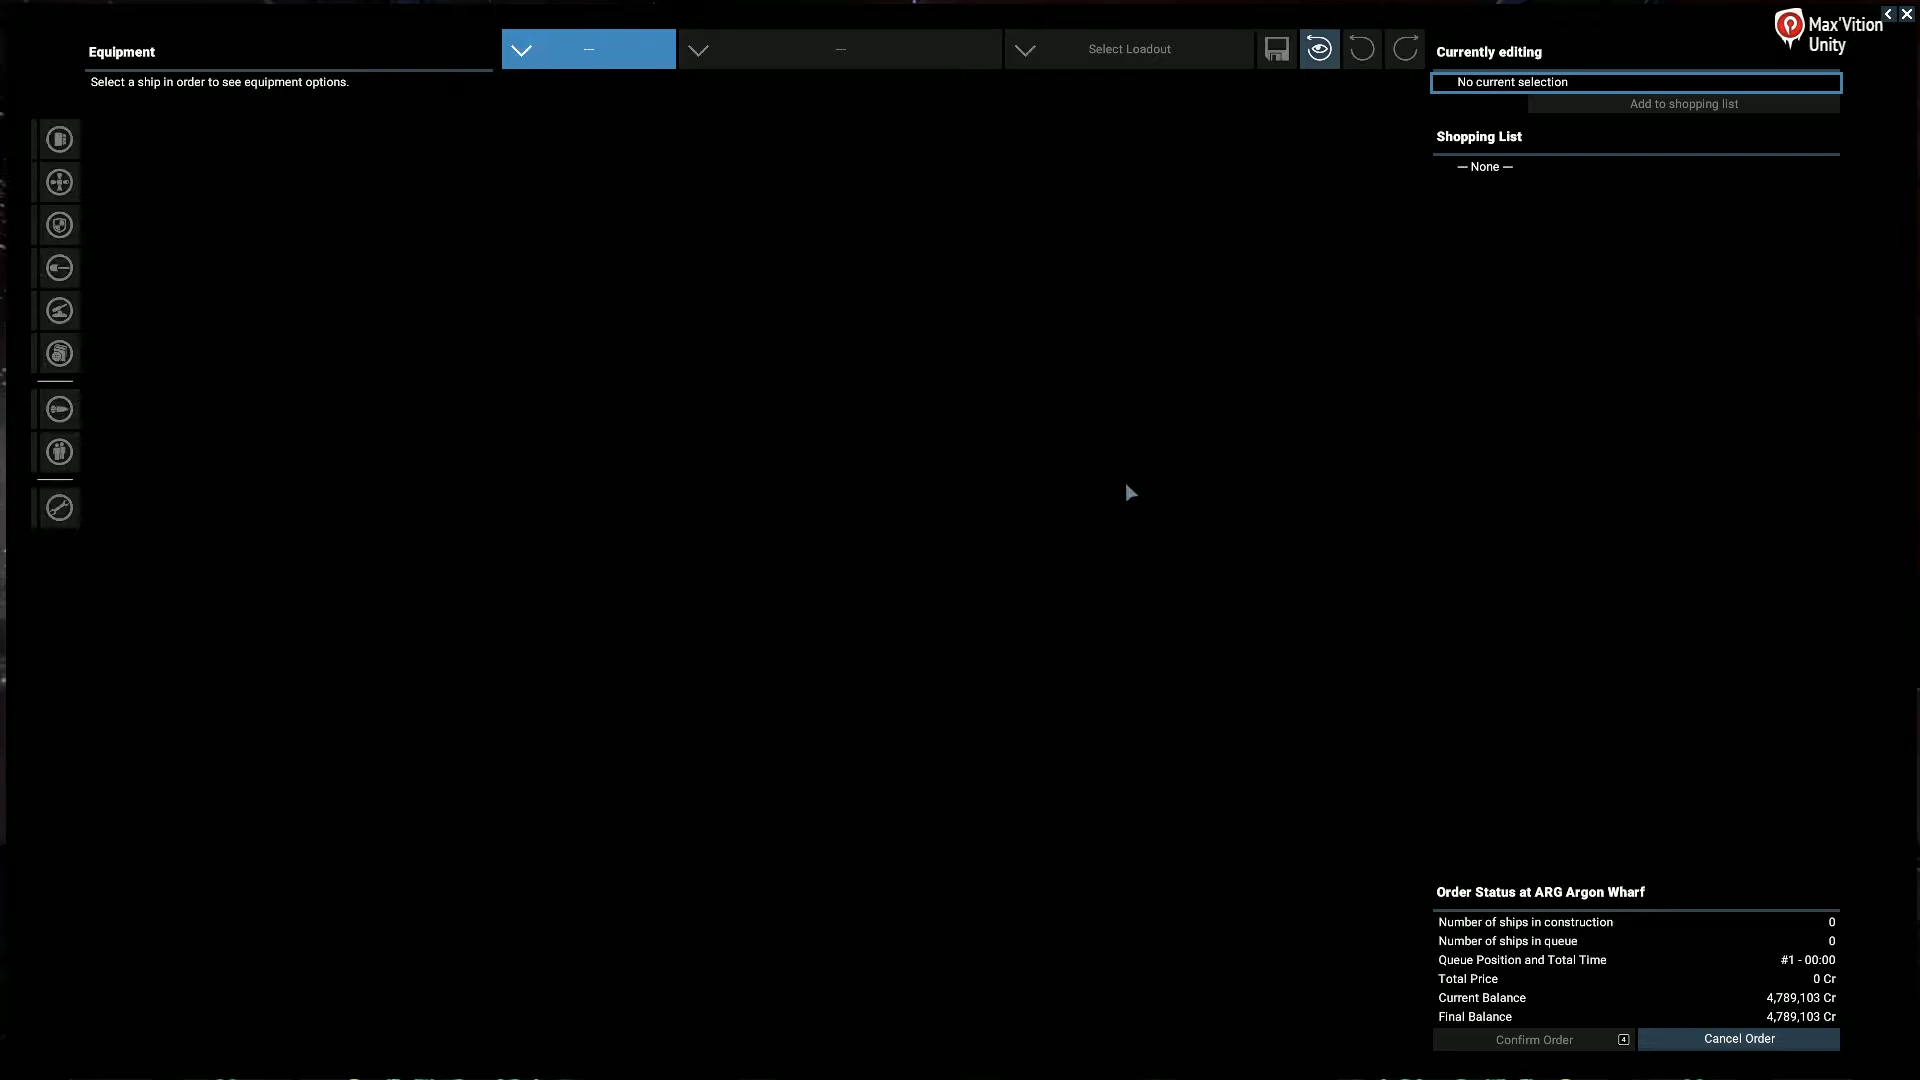 Equipment
Select a ship in order to see equipment options.
---
---
Select Loadout
Max'Vition
Unity
Currently editing
No current selection
Add to shopping list
Shopping List
— None —
Order Status at ARG Argon Wharf
Number of ships in construction 0
Number of ships in queue 0
Queue Position and Total Time #1 - 00:00
Total Price 0 Cr
Current Balance 4,789,103 Cr
Final Balance 4,789,103 Cr
Confirm Order 4
Cancel Order